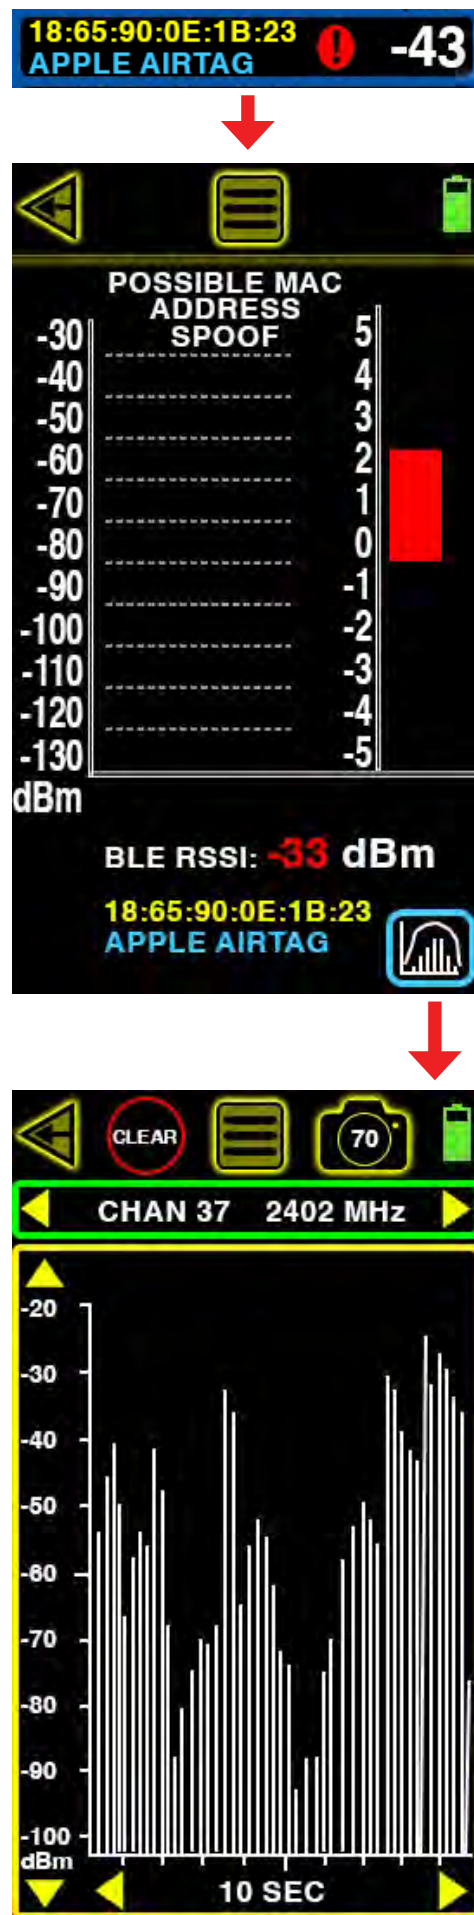 18:65:90:0E:1B:23
APPLE AIRTAG
! -43
POSSIBLE MAC
ADDRESS
SPOOF
-30 5
-40 4
-50 3
-60 2
-70 1
-80 0
-90 -1
-100 -2
-110 -3
-120 -4
-130 -5
dBm
BLE RSSI: -33 dBm
18:65:90:0E:1B:23
APPLE AIRTAG
CLEAR
70
CHAN 37 2402 MHz
-20
-30
-40
-50
-60
-70
-80
-90
-100
dBm
10 SEC